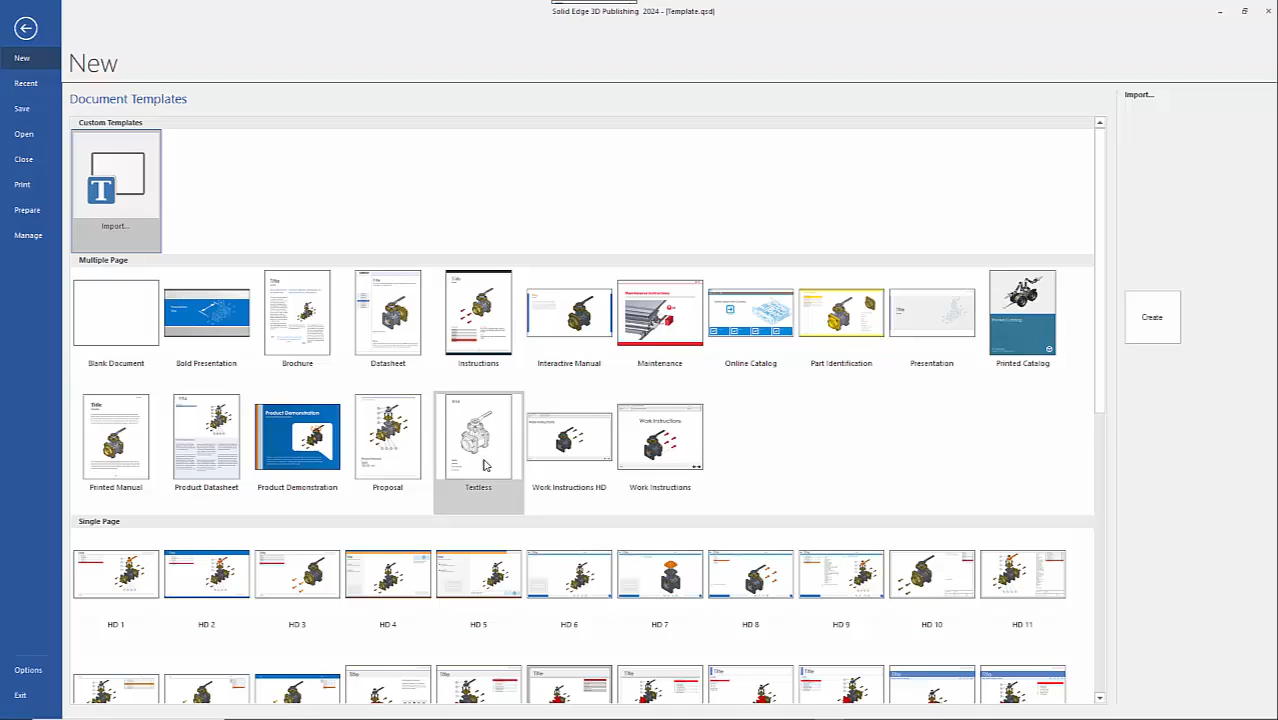 Solid Edge 3D Publishing 2024 - [Template.qsd]
New
Recent
Save
Open
Close
Print
Prepare
Manage
Options
Exit
New
Document Templates
Custom Templates
Import...
Multiple Page
Blank Document
Bold Presentation
Brochure
Datasheet
Instructions
Interactive Manual
Maintenance
Online Catalog
Part Identification
Presentation
Printed Catalog
Printed Manual
Product Datasheet
Product Demonstration
Proposal
Textless
Work Instructions HD
Work Instructions
Single Page
HD 1
HD 2
HD 3
HD 4
HD 5
HD 6
HD 7
HD 8
HD 9
HD 10
HD 11
Import...
Create